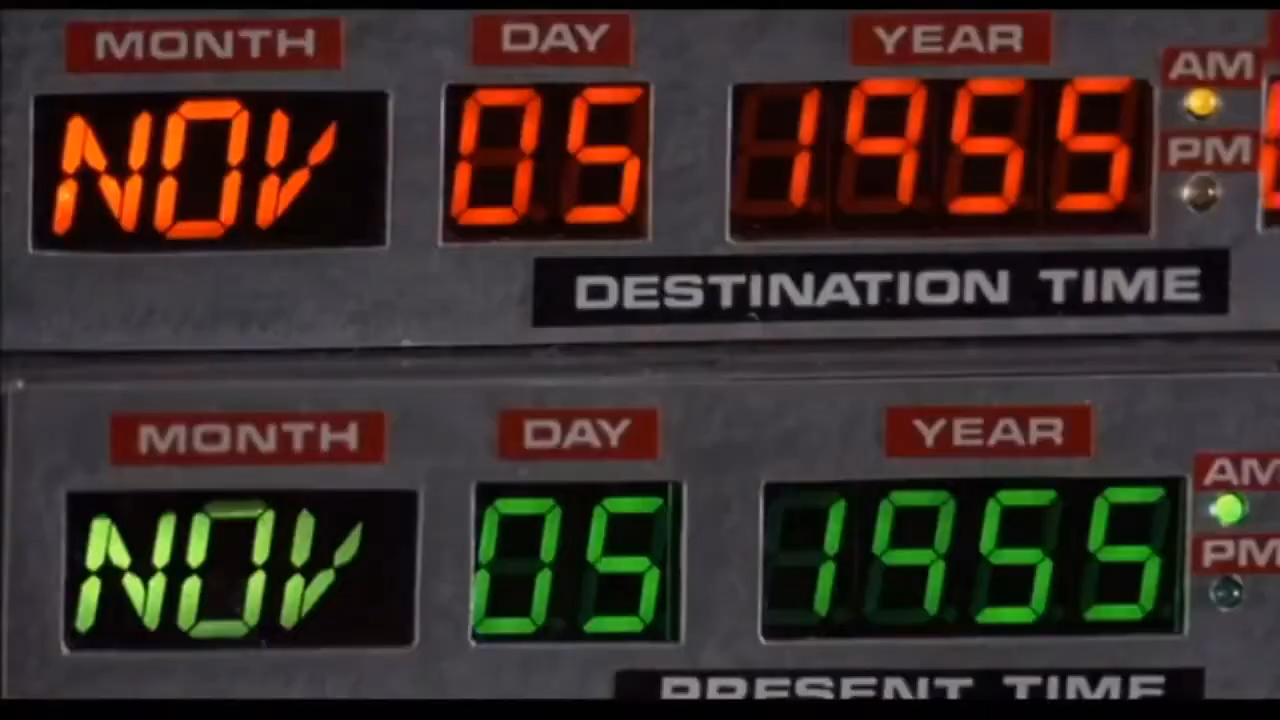 MONTH DAY YEAR
NOV 05 1955 AM
PM
DESTINATION TIME
MONTH DAY YEAR
NOV 05 1955 AM
PM
PRESENT TIME